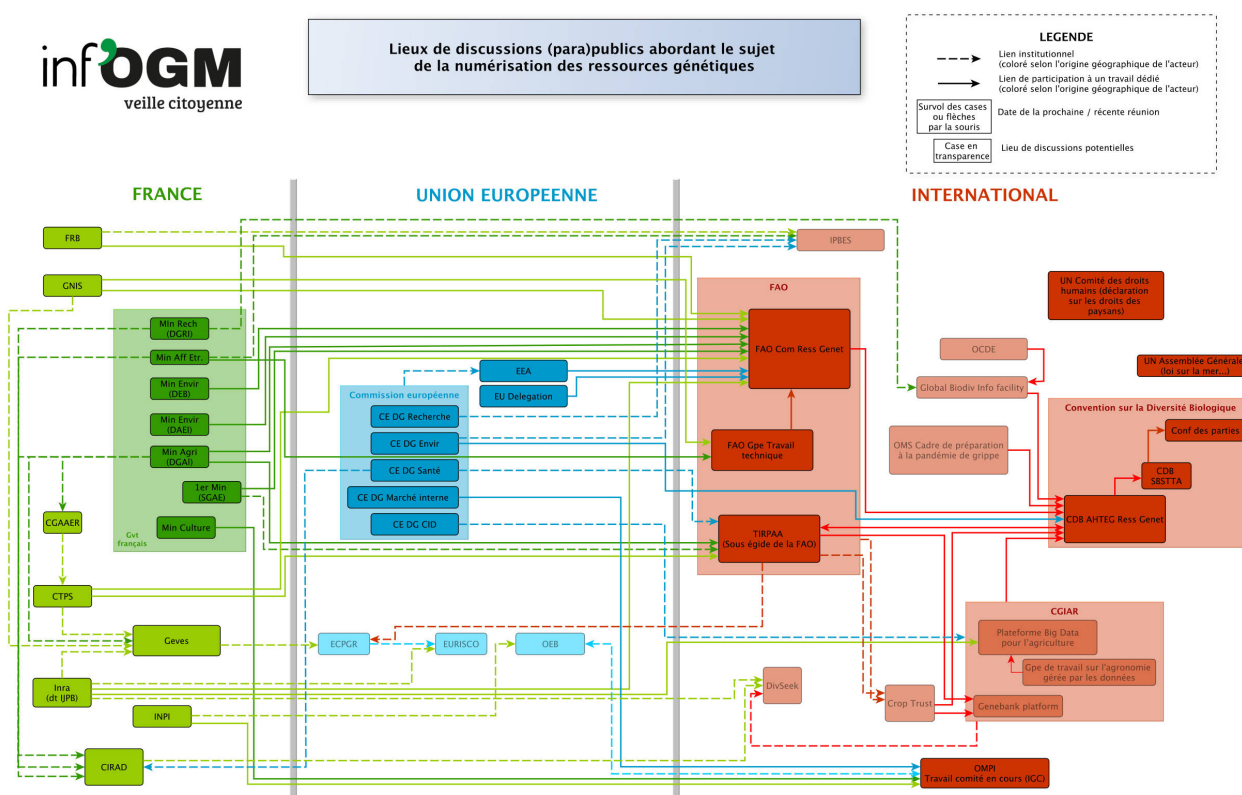 inf'OGM
veille citoyenne
Lieux de discussions (para)publics abordant le sujet
de la numérisation des ressources génétiques
LEGENDE
Lien institutionnel
(coloré selon l'origine géographique de l'acteur)
Lien de participation à un travail dédié
(coloré selon l'origine géographique de l'acteur)
Survol des cases
ou flèches
par la souris
Date de la prochaine / récente réunion
Case en
transparence
Lieu de discussions potentielles
FRANCE
UNION EUROPEENNE
INTERNATIONAL
FRB
GNIS
MIn Rech
(DGRI)
Min Aff Etr.
Min Envir
(DEB)
Min Envir
(DAEI)
Min Agri
(DGAl)
1er Min
(SGAE)
Min Culture
Gvt
français
CGAAER
CTPS
Geves
Inra
(dt IJPB)
INPI
CIRAD
Commission européenne
CE DG Recherche
CE DG Envir
CE DG Santé
CE DG Marché interne
CE DG CID
EEA
EU Delegation
ECPGR
EURISCO
OEB
IPBES
FAO
FAO Com Ress Genet
FAO Gpe Travail
technique
TIRPAA
(Sous égide de la FAO)
DivSeek
Crop Trust
UN Comité des droits
humains (déclaration
sur les droits des
paysans)
OCDE
UN Assemblée Générale
(loi sur la mer...)
Global Biodiv Info facility
OMS Cadre de préparation
à la pandémie de grippe
Convention sur la Diversité Biologique
Conf des parties
CDB
SBSTTA
CDB AHTEG Ress Genet
CGIAR
Plateforme Big Data
pour l'agriculture
Gpe de travail sur l'agronomie
gérée par les données
Genebank platform
OMPI
Travail comité en cours (IGC)